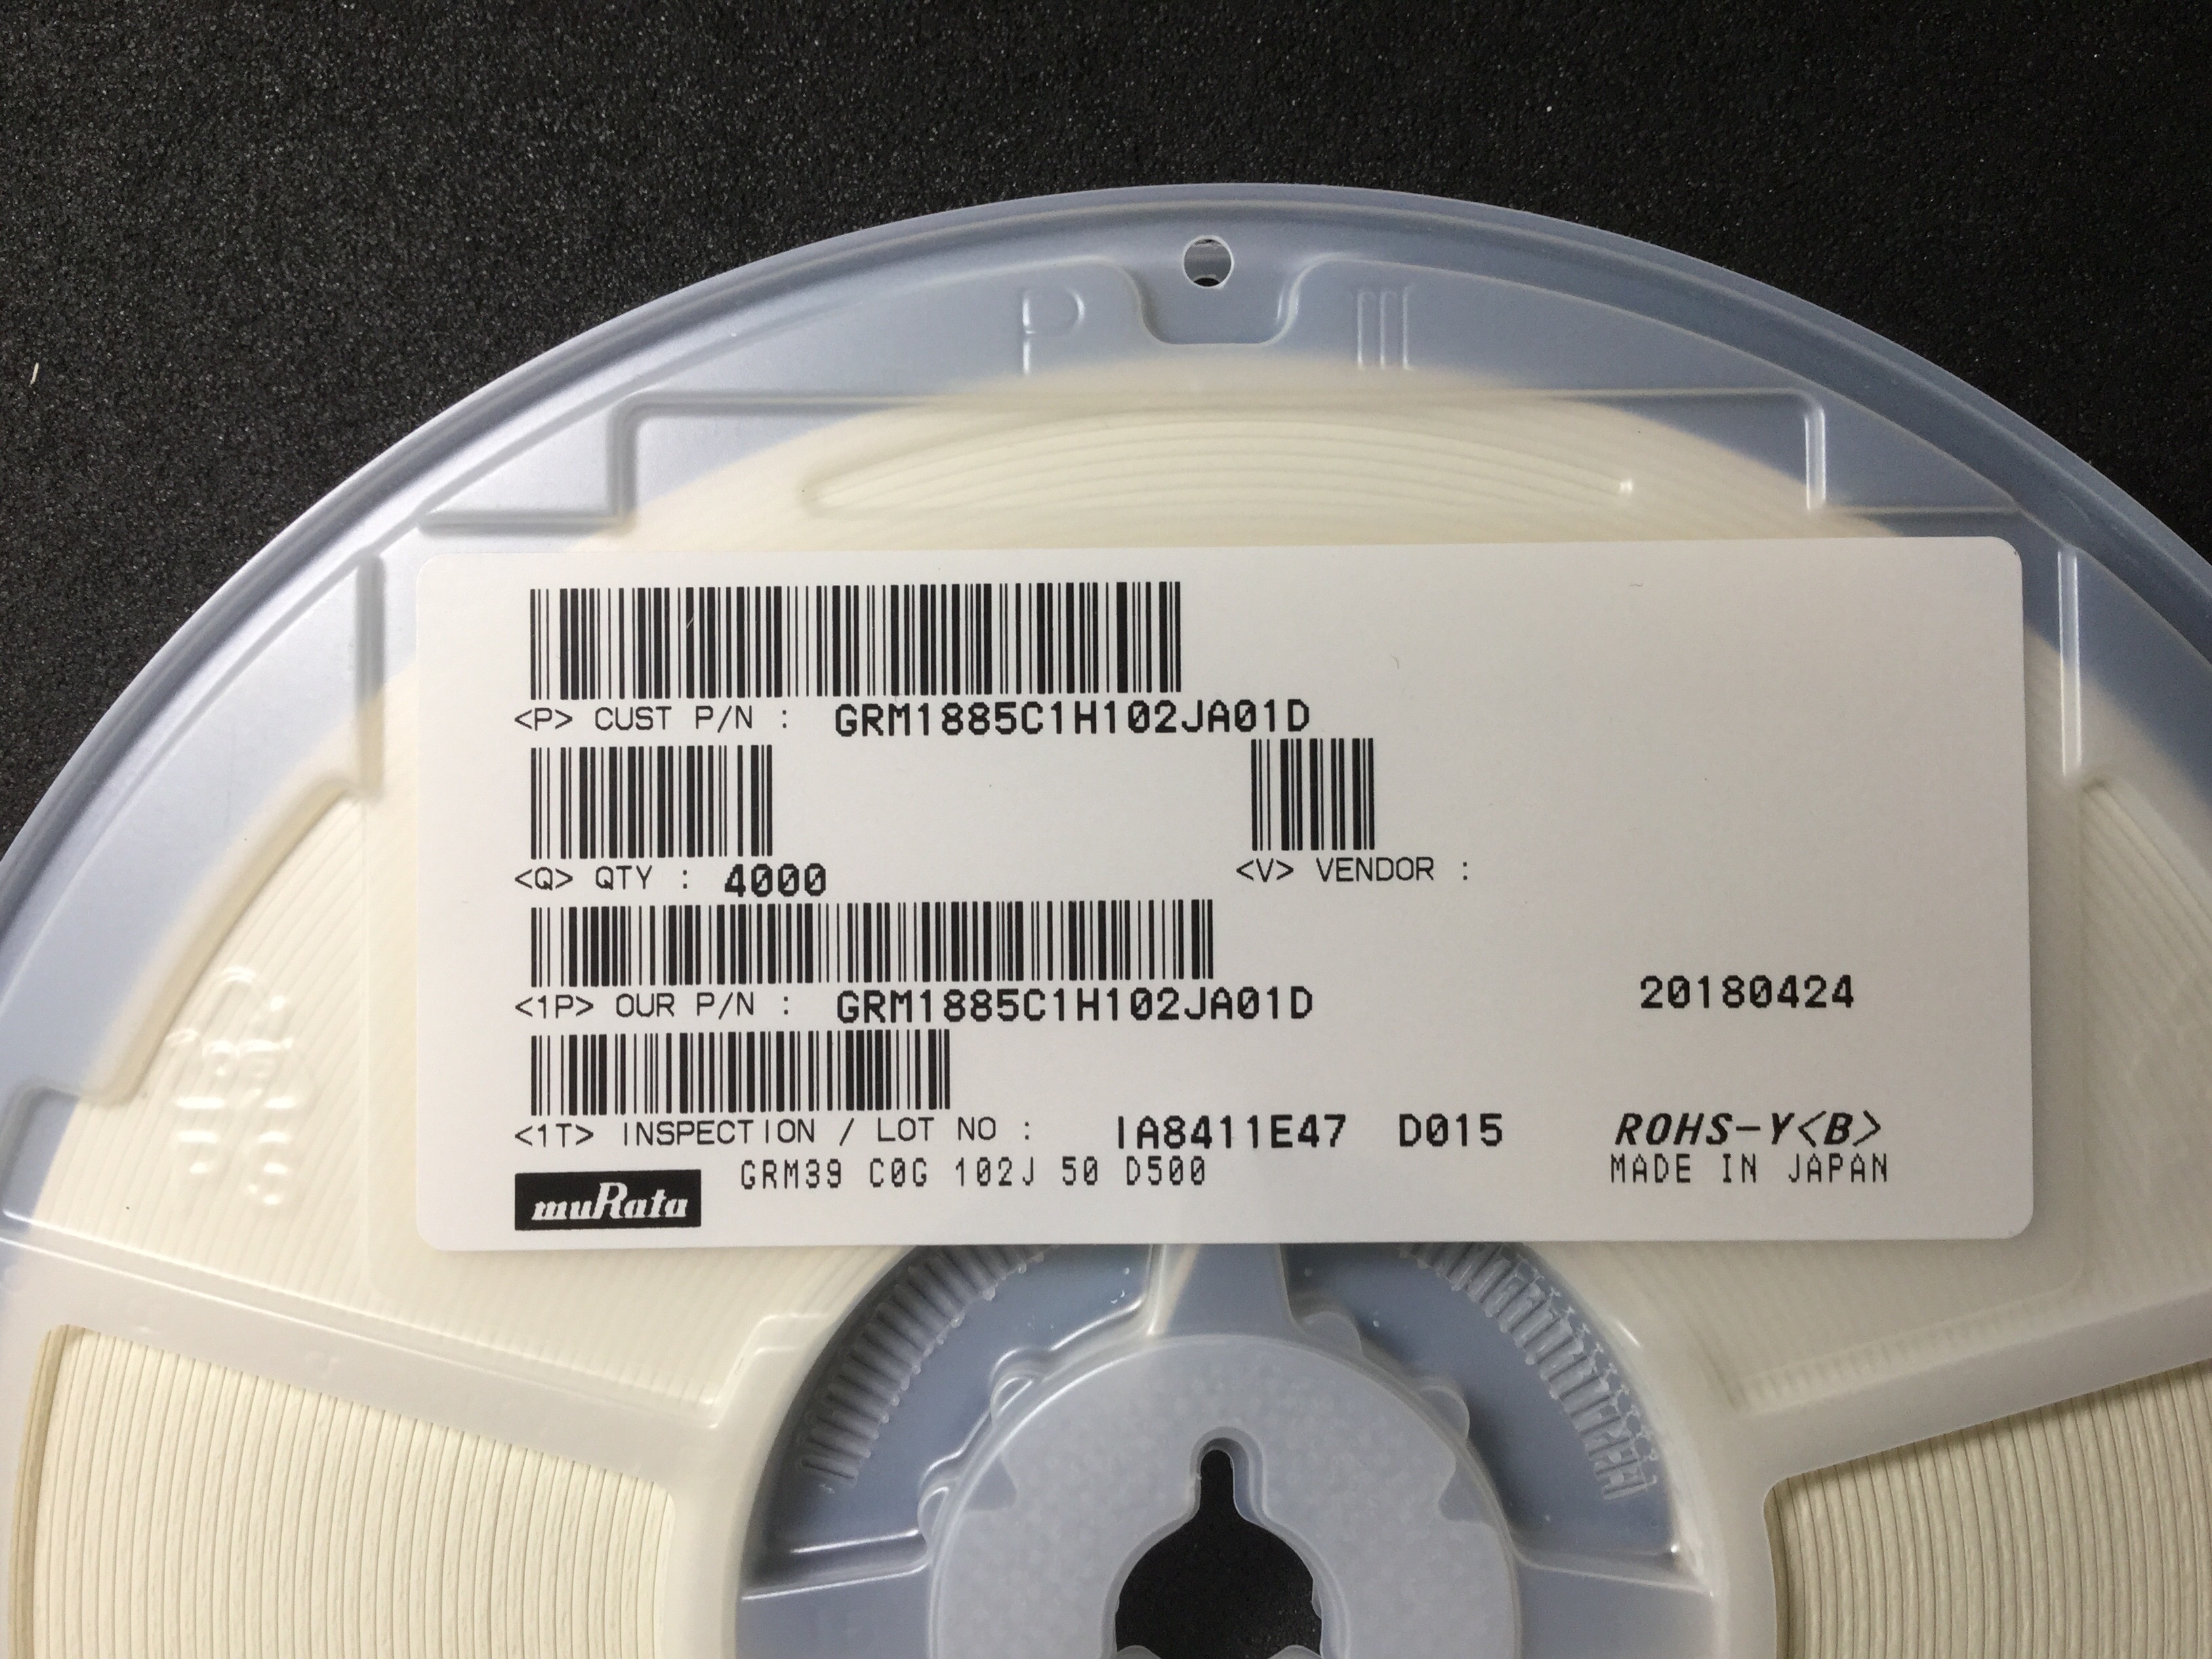 <P> CUST P/N : GRM1885C1H102JA01D
<Q> QTY : 4000
<V> VENDOR :
<1P> OUR P/N : GRM1885C1H102JA01D
20180424
<1T> INSPECTION / LOT NO : IA8411E47 D015
ROHS-Y<B>
GRM39 C0G 102J 50 D500
MADE IN JAPAN
muRata